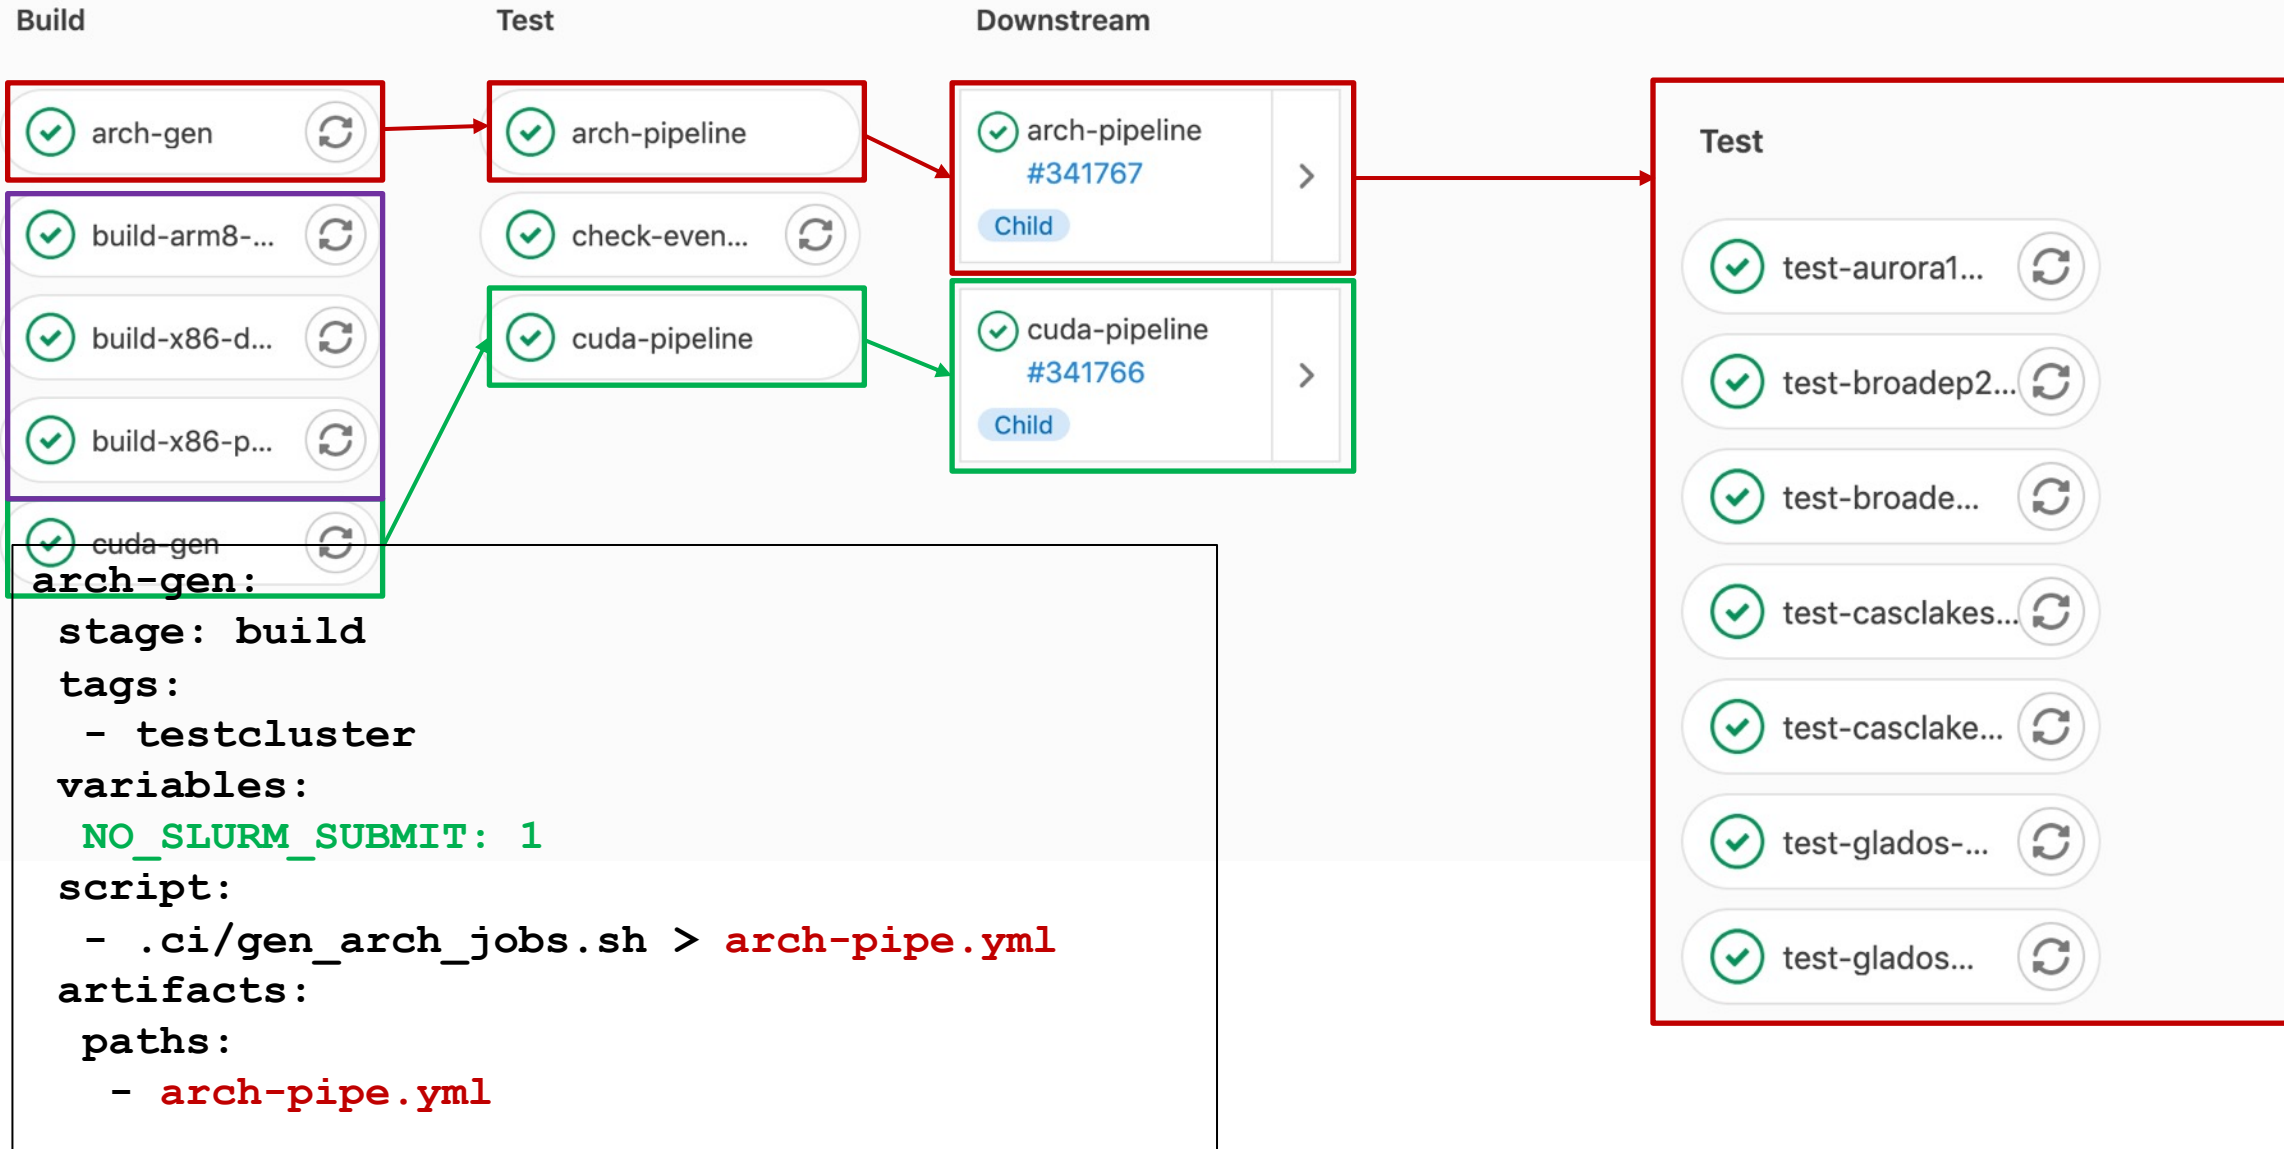 Build
arch-gen
build-arm8-...
build-x86-d...
build-x86-p...
cuda-gen
Test
arch-pipeline
check-even...
cuda-pipeline
Downstream
arch-pipeline
#341767
Child
cuda-pipeline
#341766
Child
Test
test-aurora1...
test-broadep2...
test-broade...
test-casclakes...
test-casclake...
test-glados-...
test-glados...
arch-gen:
stage: build
tags:
- testcluster
variables:
NO_SLURM_SUBMIT: 1
script:
- .ci/gen_arch_jobs.sh > arch-pipe.yml
artifacts:
paths:
- arch-pipe.yml